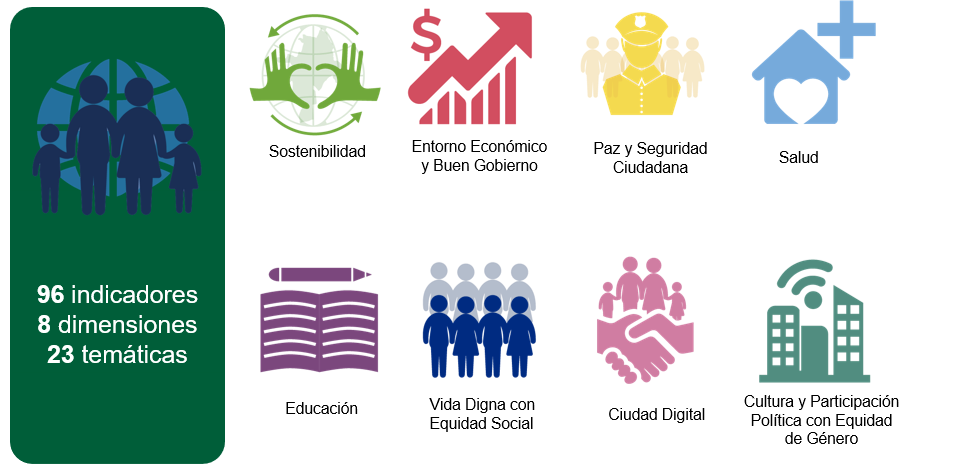 96 indicadores
8 dimensiones
23 temáticas
$
Sostenibilidad
Entorno Económico
y Buen Gobierno
Paz y Seguridad
Ciudadana
Salud
Educación
Vida Digna con
Equidad Social
Ciudad Digital
Cultura y Participación
Política con Equidad
de Género